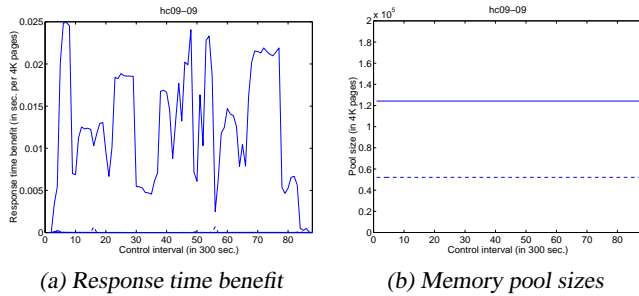 hc09-09
0.025
0.02
0.015
0.01
0.005
0
0 10 20 30 40 50 60 70 80
Response time benefit (in sec. per 4K pages)
Control interval (in 300 sec.)
(a) Response time benefit
hc09-09
2 x 10^5
1.8
1.6
1.4
1.2
1
0.8
0.6
0.4
0.2
0
0 10 20 30 40 50 60 70 80
Pool size (in 4K pages)
Control interval (in 300 sec.)
(b) Memory pool sizes